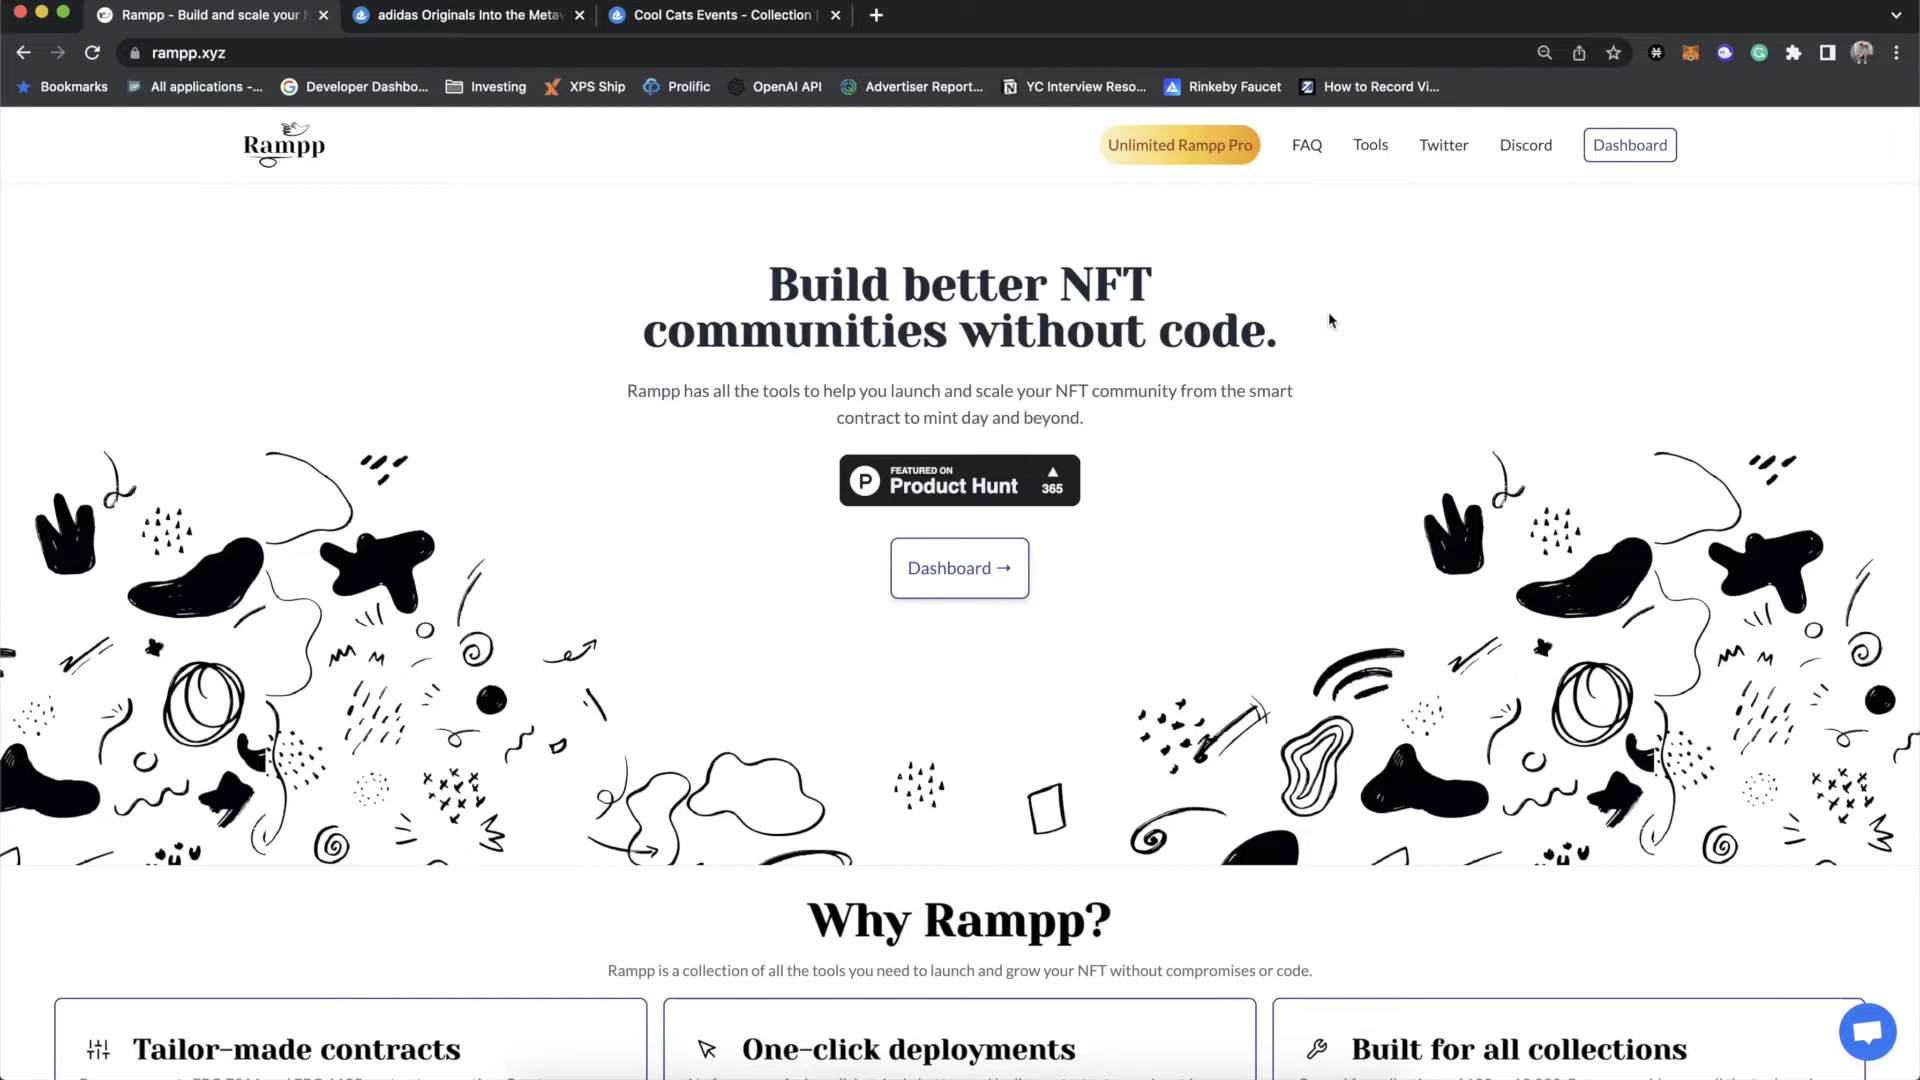 Rampp - Build and scale your
adidas Originals Into the Meta
Cool Cats Events - Collection
rampp.xyz
Bookmarks
All applications -...
Developer Dashbo...
Investing
XPS Ship
Prolific
OpenAI API
Advertiser Report...
YC Interview Reso...
Rinkeby Faucet
How to Record Vi...
Rampp
Unlimited Rampp Pro
FAQ
Tools
Twitter
Discord
Dashboard
Build better NFT
communities without code.
Rampp has all the tools to help you launch and scale your NFT community from the smart
contract to mint day and beyond.
P
FEATURED ON
Product Hunt
▲
365
Dashboard →
Why Rampp?
Rampp is a collection of all the tools you need to launch and grow your NFT without compromises or code.
Tailor-made contracts
One-click deployments
Built for all collections